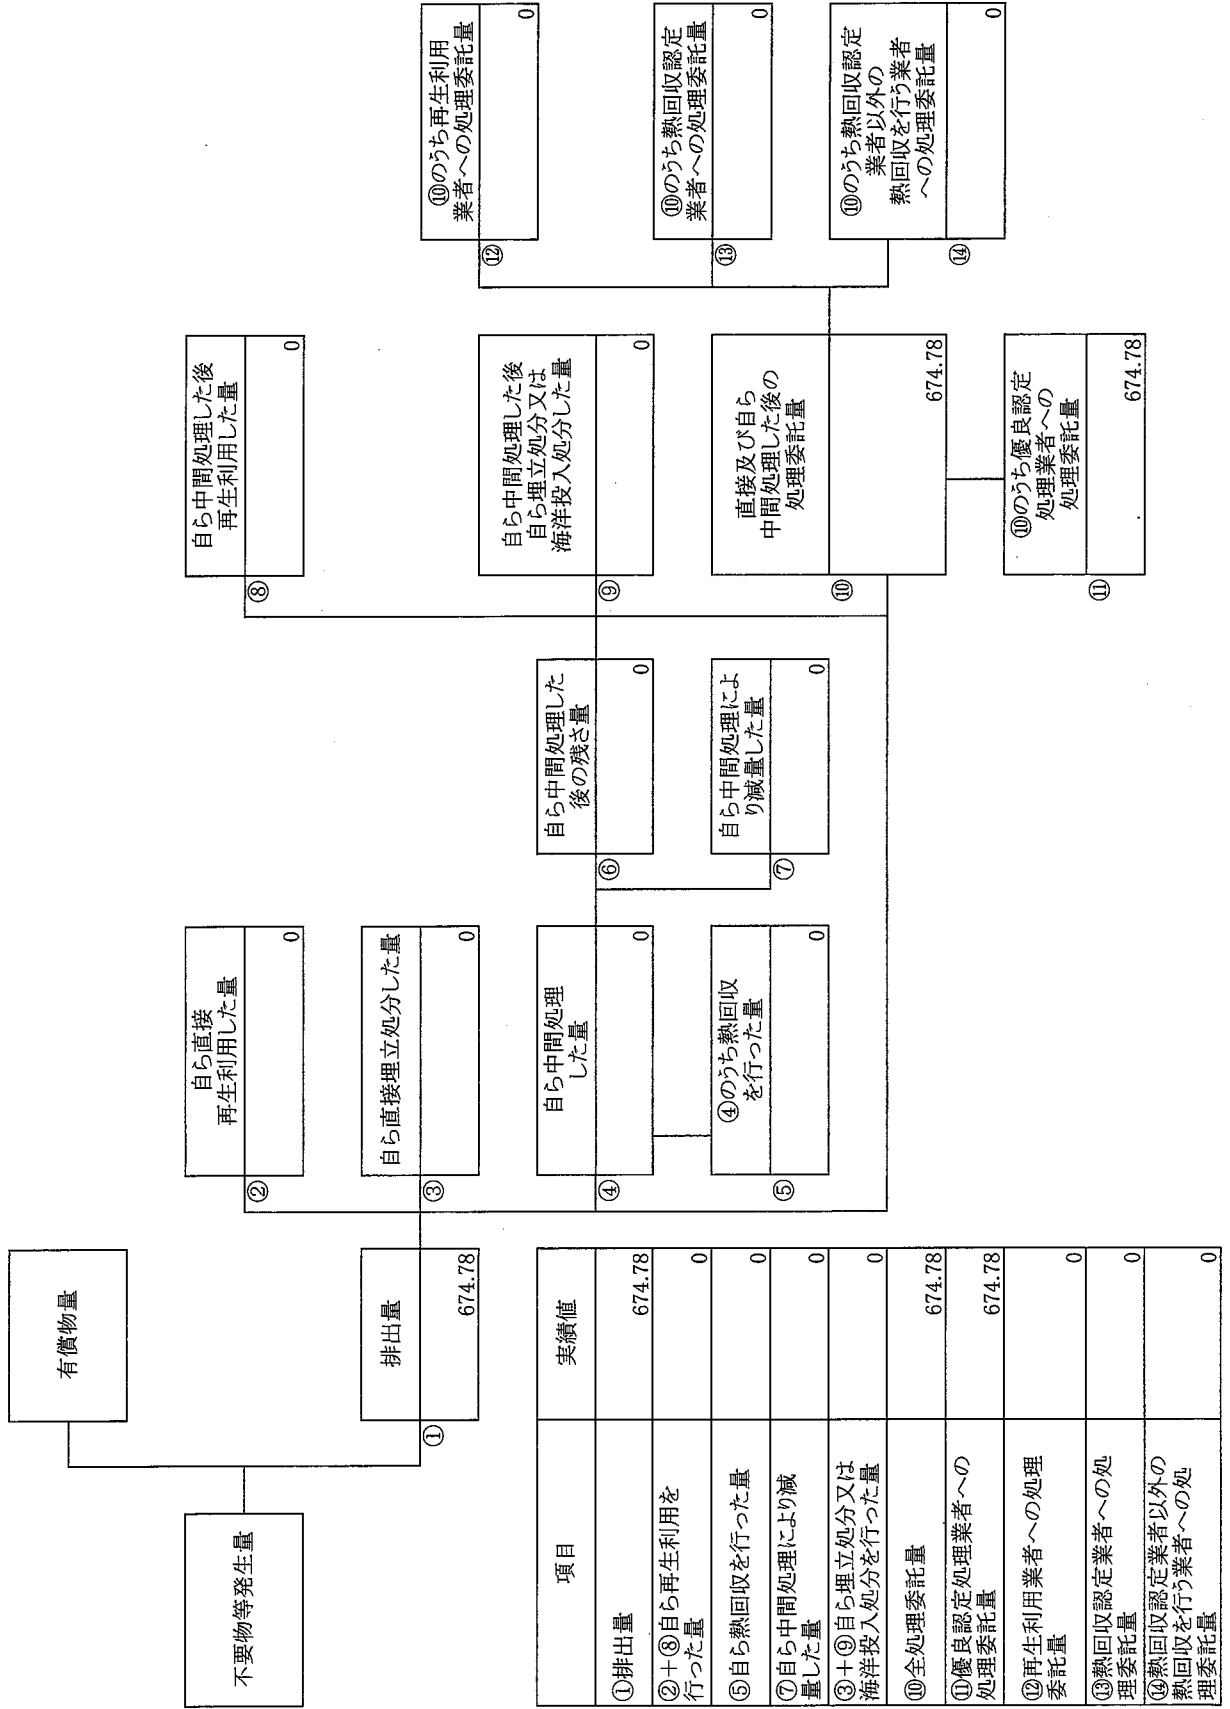 不要物等発生量
有償物量
排出量
①
674.78
自ら直接
再生利用した量
②
0
自ら直接埋立処分した量
③
0
自ら中間処理
した量
④
0
④のうち熱回収
を行った量
⑤
0
自ら中間処理した
後の残さ量
⑥
0
自ら中間処理によ
り減量した量
⑦
0
自ら中間処理した後
再生利用した量
⑧
0
自ら中間処理した後
自ら埋立処分又は
海洋投入処分した量
⑨
0
直接及び自ら
中間処理した後の
処理委託量
⑩
674.78
⑩のうち優良認定
処理業者への
処理委託量
⑪
674.78
⑩のうち再生利用
業者への処理委託量
⑫
0
⑩のうち熱回収認定
業者への処理委託量
⑬
0
⑩のうち熱回収認定
業者以外の
熱回収を行う業者
への処理委託量
⑭
0
項目 実績値
①排出量 674.78
②+⑧自ら再生利用を
行った量 0
⑤自ら熱回収を行った量 0
⑦自ら中間処理により減
量した量 0
③+⑨自ら埋立処分又は
海洋投入処分を行った量 0
⑩全処理委託量 674.78
⑪優良認定処理業者への
処理委託量 674.78
⑫再生利用業者への処理
委託量 0
⑬熱回収認定業者への処
理委託量 0
⑭熱回収認定業者以外の
熱回収を行う業者への処
理委託量 0